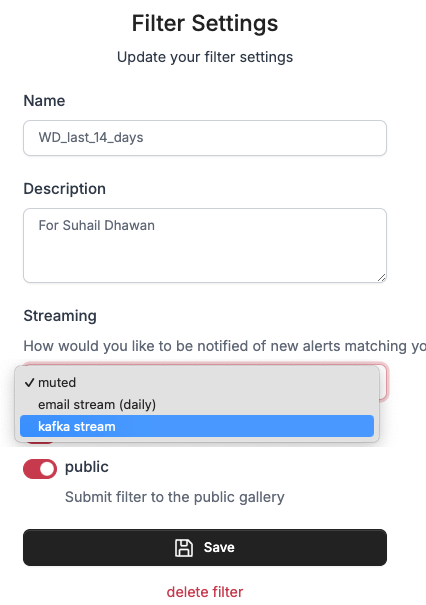 Filter Settings
Update your filter settings
Name
WD_last_14_days
Description
For Suhail Dhawan
Streaming
How would you like to be notified of new alerts matching yo
✓ muted
email stream (daily)
kafka stream
public
Submit filter to the public gallery
Save
delete filter